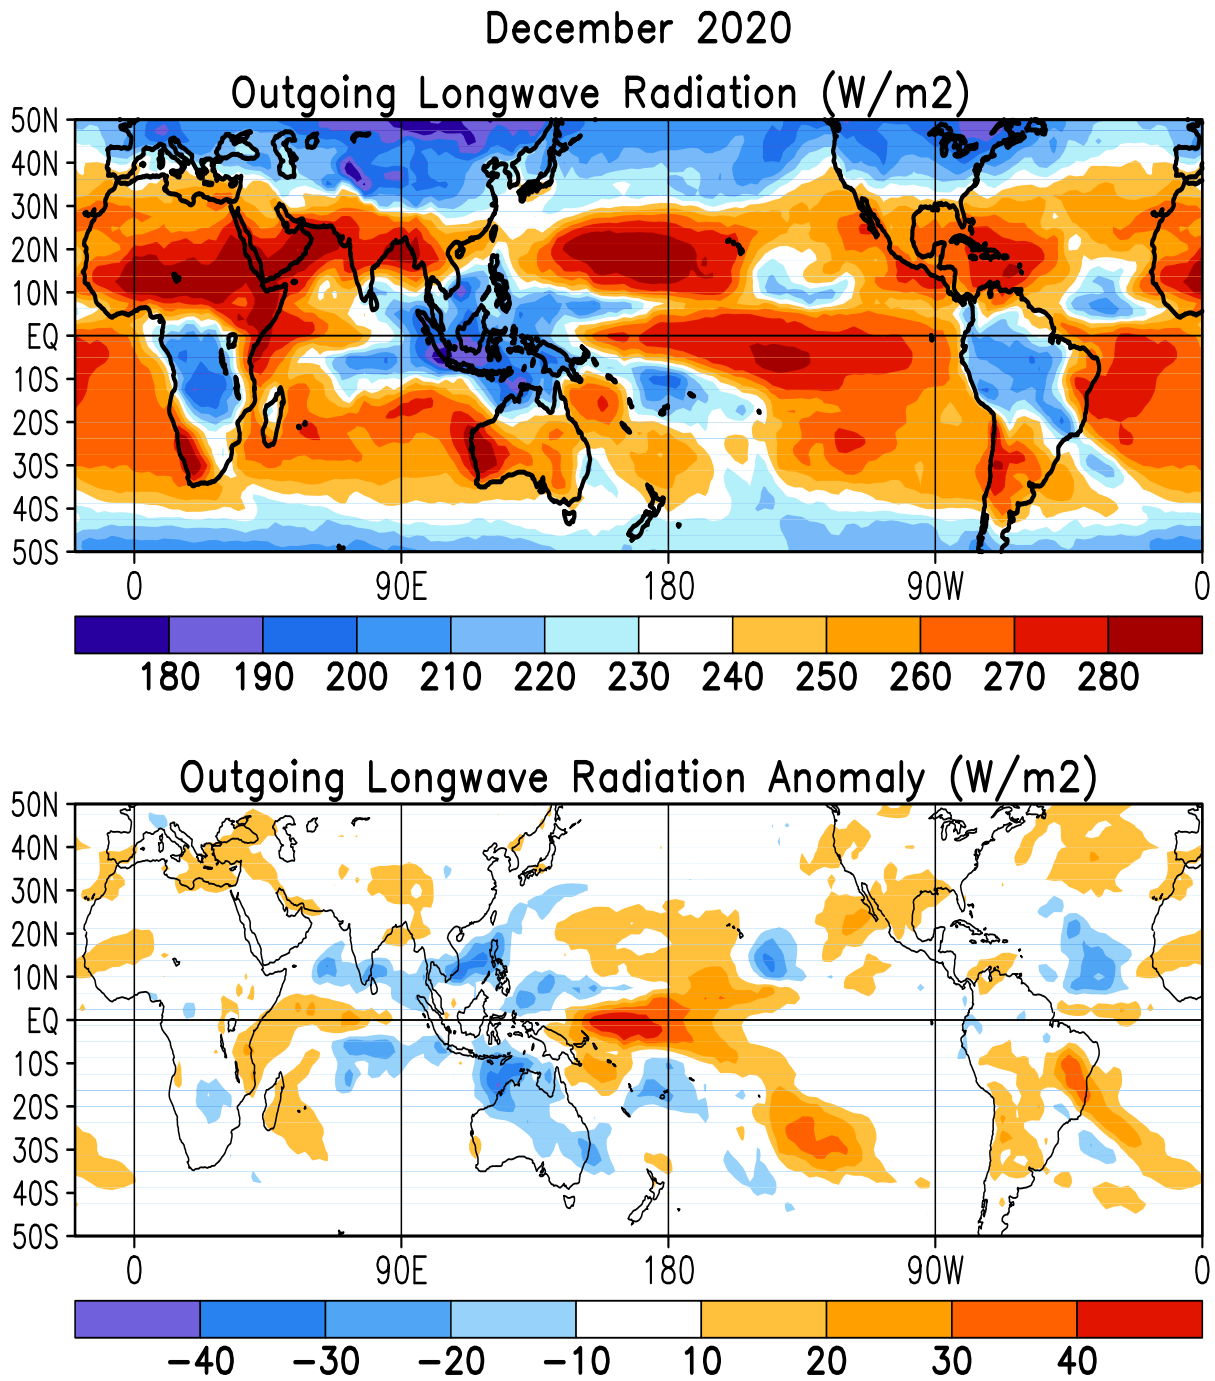 December 2020
Outgoing Longwave Radiation (W/m2)
50N
40N
30N
20N
10N
EQ
10S
20S
30S
40S
50S
0 90E 180 90W 0
180 190 200 210 220 230 240 250 260 270 280
Outgoing Longwave Radiation Anomaly (W/m2)
50N
40N
30N
20N
10N
EQ
10S
20S
30S
40S
50S
0 90E 180 90W 0
-40 -30 -20 -10 10 20 30 40